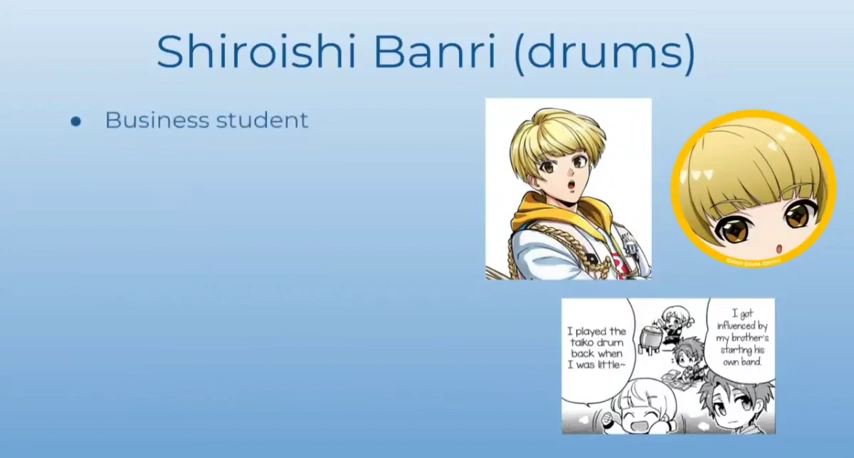 Shiroishi Banri (drums)
● Business student
I played the
taiko drum
back when
I was little~
I got
influenced by
my brother's
starting his
own band.